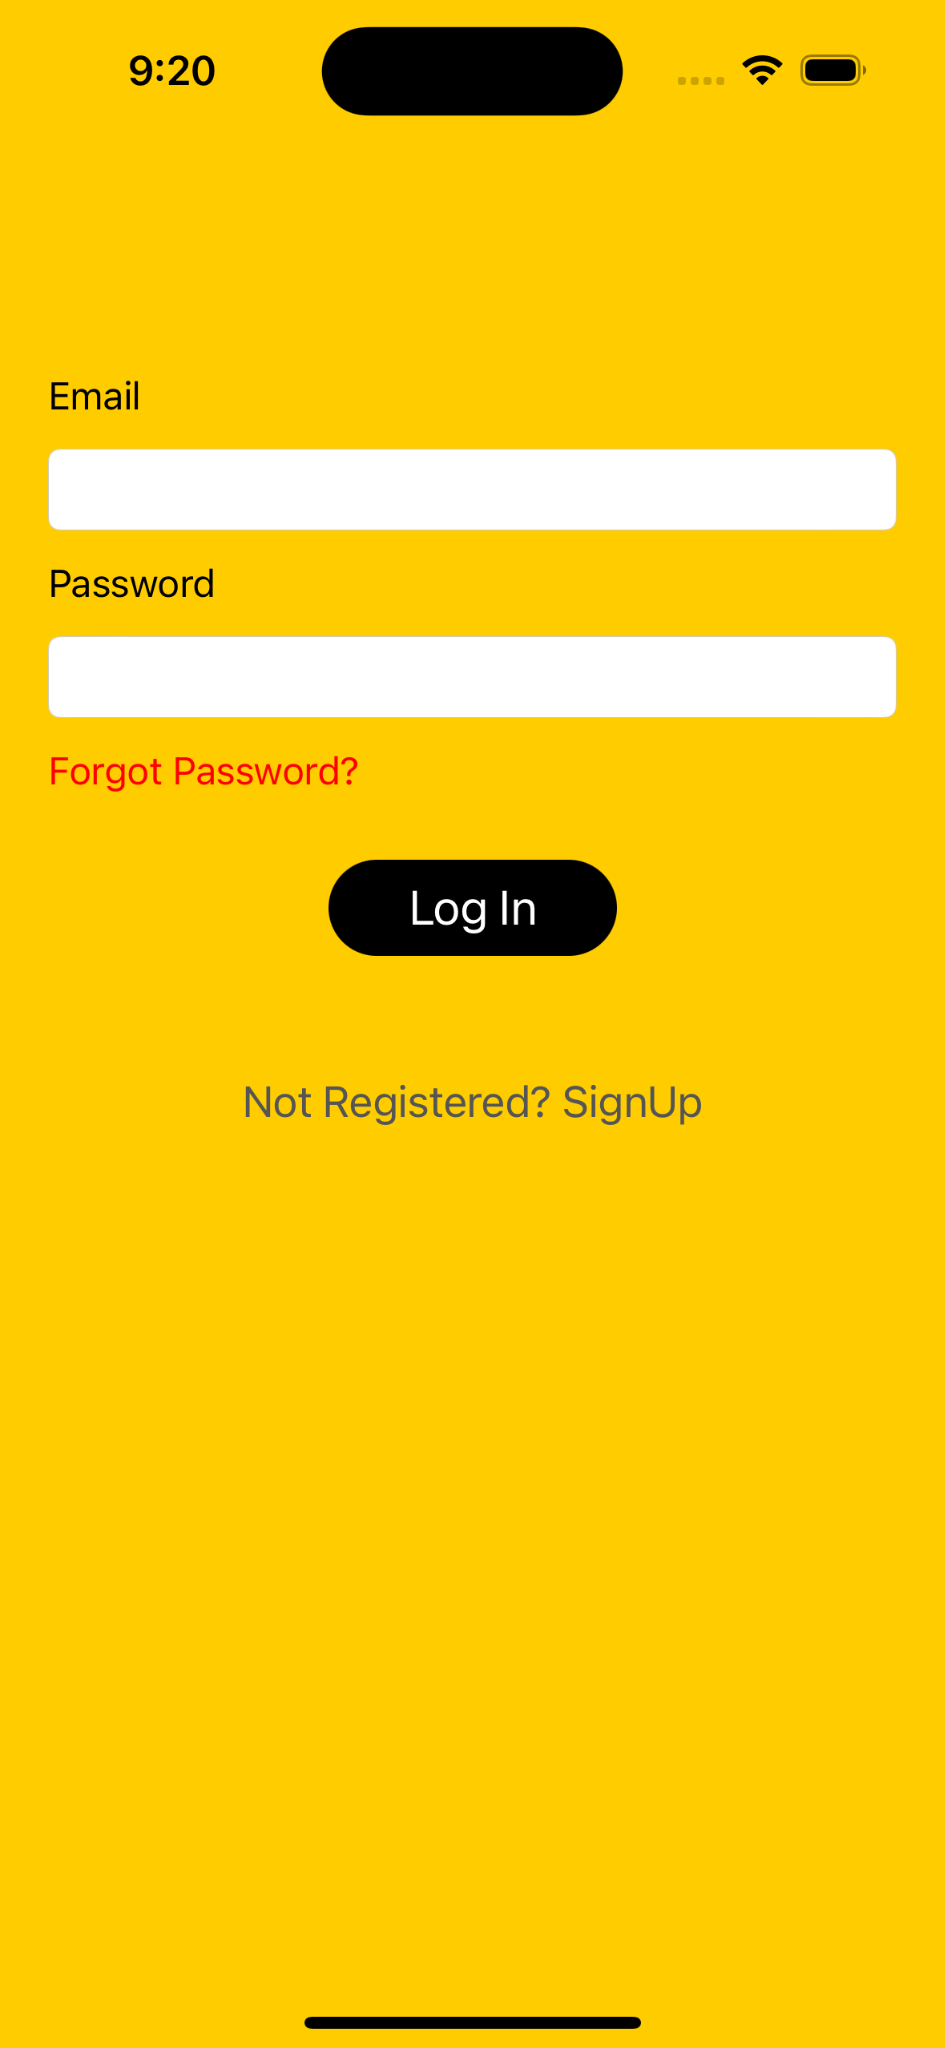 9:20
Email
Password
Forgot Password?
Log In
Not Registered? SignUp